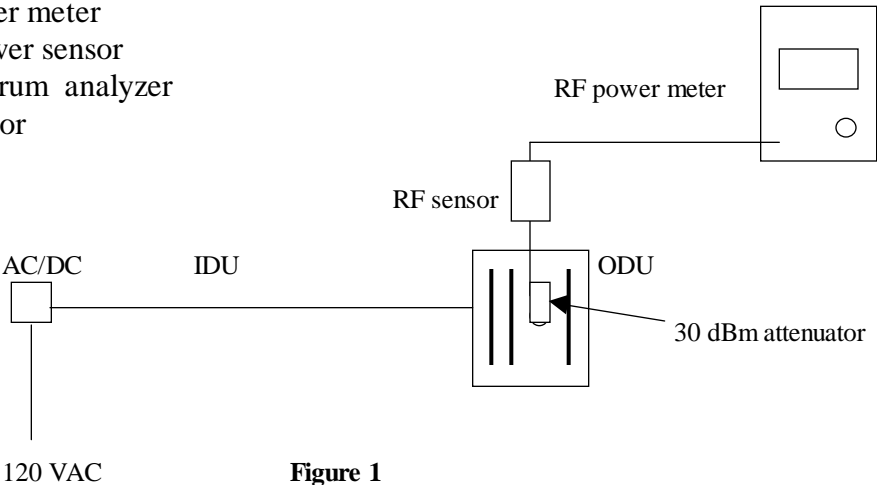 er meter
ver sensor
rum analyzer
or
RF power meter
RF sensor
AC/DC
IDU
ODU
30 dBm attenuator
120 VAC
Figure 1